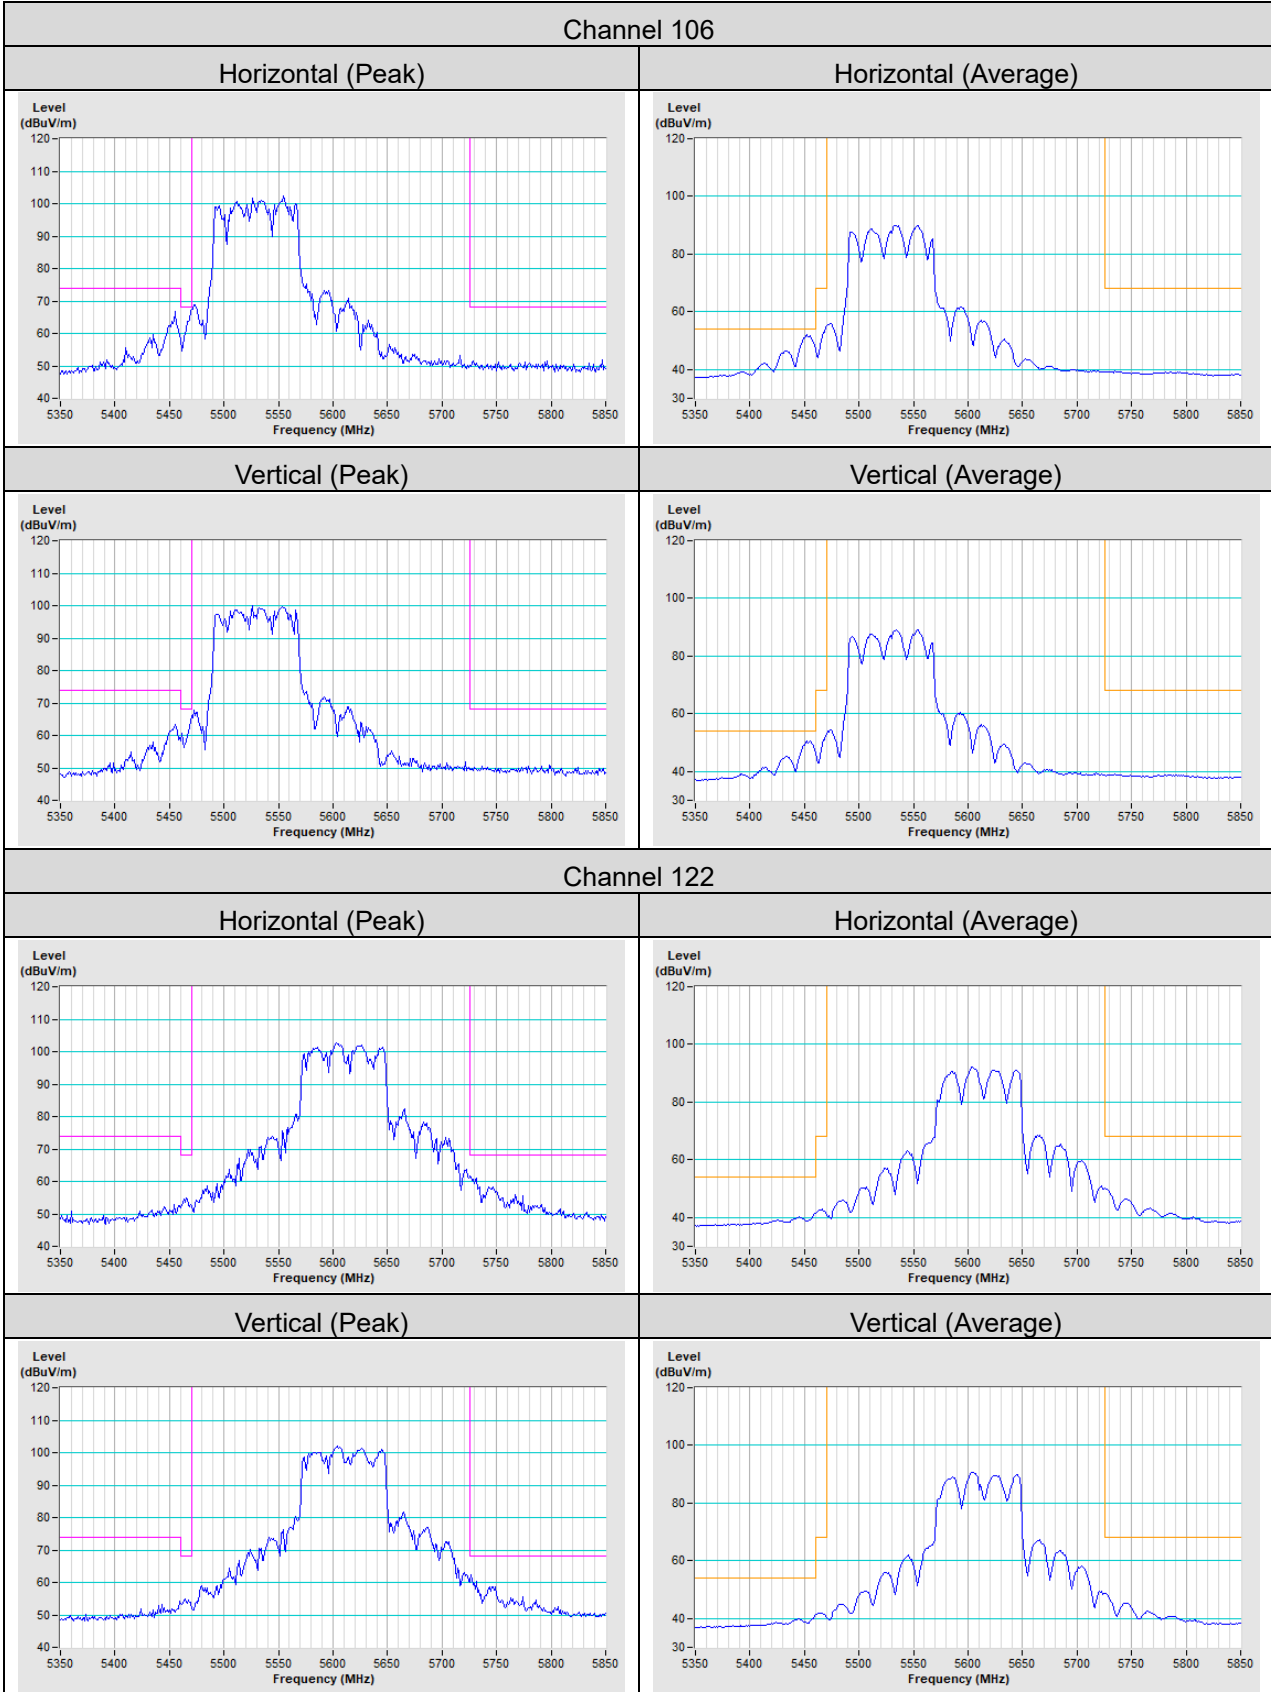 Channel 106
Horizontal (Peak) Horizontal (Average)
Level Level
(dBuV/m) (dBuV/m)
120 120
110
100 100
90
80 80
70
60 60
50
40 40
30
5350 5400 5450 5500 5550 5600 5650 5700 5750 5800 5850 5350 5400 5450 5500 5550 5600 5650 5700 5750 5800 5850
Frequency (MHz) Frequency (MHz)
Vertical (Peak) Vertical (Average)
Level Level
(dBuV/m) (dBuV/m)
120 120
110
100 100
90
80 80
70
60 60
50
40 40
30
5350 5400 5450 5500 5550 5600 5650 5700 5750 5800 5850 5350 5400 5450 5500 5550 5600 5650 5700 5750 5800 5850
Frequency (MHz) Frequency (MHz)
Channel 122
Horizontal (Peak) Horizontal (Average)
Level Level
(dBuV/m) (dBuV/m)
120 120
110
100 100
90
80 80
70
60 60
50
40 40
30
5350 5400 5450 5500 5550 5600 5650 5700 5750 5800 5850 5350 5400 5450 5500 5550 5600 5650 5700 5750 5800 5850
Frequency (MHz) Frequency (MHz)
Vertical (Peak) Vertical (Average)
Level Level
(dBuV/m) (dBuV/m)
120 120
110
100 100
90
80 80
70
60 60
50
40 40
30
5350 5400 5450 5500 5550 5600 5650 5700 5750 5800 5850 5350 5400 5450 5500 5550 5600 5650 5700 5750 5800 5850
Frequency (MHz) Frequency (MHz)